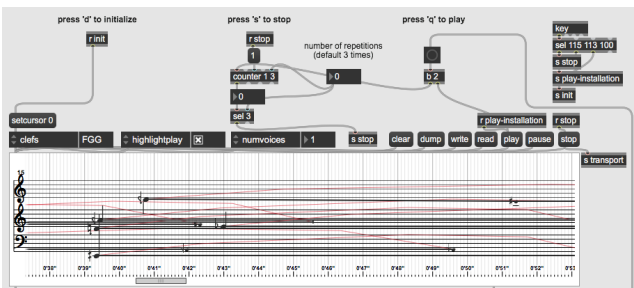 press 'd' to initialize
press 's' to stop
press 'q' to play
r init
r stop
1
number of repetitions
(default 3 times)
key
sel 115 113 100
s stop
s play-installation
s init
counter 1 3
0
b 2
0
setcursor 0
sel 3
r play-installation
r stop
clefs
FGG
highlightplay
numvoices
1
s stop
clear
dump
write
read
play
pause
stop
s transport
15
0'38"
0'39"
0'40"
0'41"
0'42"
0'43"
0'44"
0'45"
0'46"
0'47"
0'48"
0'49"
0'50"
0'51"
0'52"
0'53